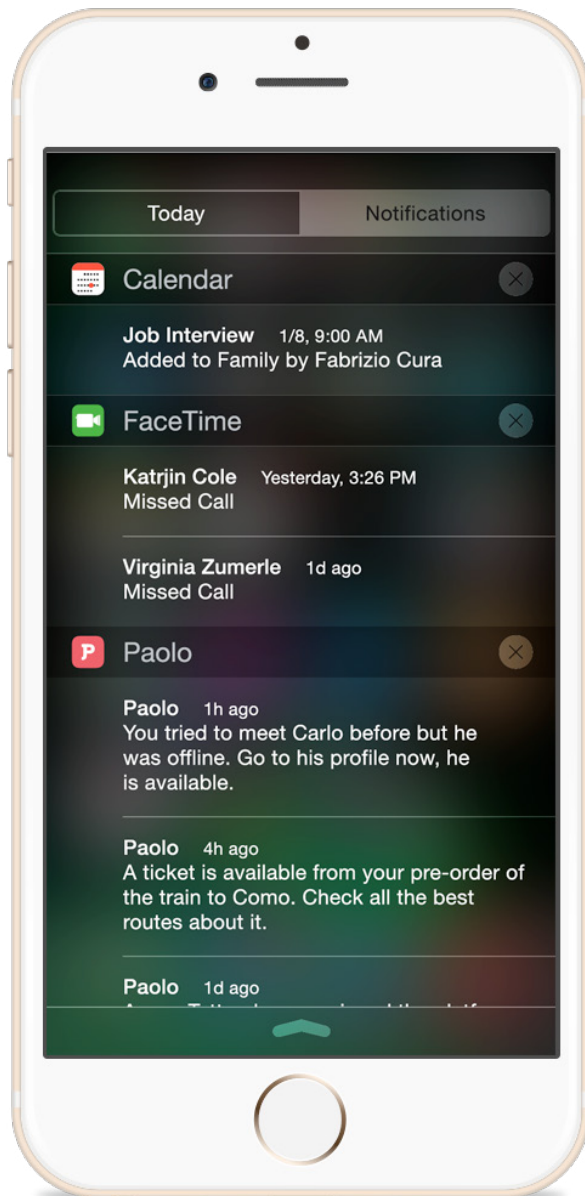 Today Notifications
Calendar
Job Interview 1/8, 9:00 AM
Added to Family by Fabrizio Cura
FaceTime
Katrjin Cole Yesterday, 3:26 PM
Missed Call
Virginia Zumerle 1d ago
Missed Call
Paolo
Paolo 1h ago
You tried to meet Carlo before but he
was offline. Go to his profile now, he
is available.
Paolo 4h ago
A ticket is available from your pre-order of
the train to Como. Check all the best
routes about it.
Paolo 1d ago